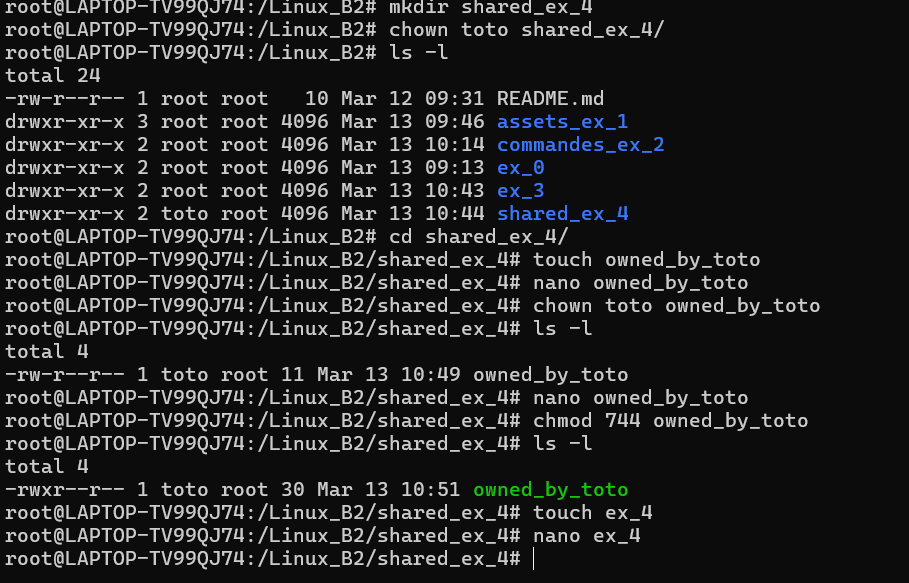 root@LAPTOP-TV99QJ74:/Linux_B2# mkdir shared_ex_4
root@LAPTOP-TV99QJ74:/Linux_B2# chown toto shared_ex_4/
root@LAPTOP-TV99QJ74:/Linux_B2# ls -l
total 24
-rw-r--r-- 1 root root   10 Mar 12 09:31 README.md
drwxr-xr-x 3 root root 4096 Mar 13 09:46 assets_ex_1
drwxr-xr-x 2 root root 4096 Mar 13 10:14 commandes_ex_2
drwxr-xr-x 2 root root 4096 Mar 13 09:13 ex_0
drwxr-xr-x 2 root root 4096 Mar 13 10:43 ex_3
drwxr-xr-x 2 toto root 4096 Mar 13 10:44 shared_ex_4
root@LAPTOP-TV99QJ74:/Linux_B2# cd shared_ex_4/
root@LAPTOP-TV99QJ74:/Linux_B2/shared_ex_4# touch owned_by_toto
root@LAPTOP-TV99QJ74:/Linux_B2/shared_ex_4# nano owned_by_toto
root@LAPTOP-TV99QJ74:/Linux_B2/shared_ex_4# chown toto owned_by_toto
root@LAPTOP-TV99QJ74:/Linux_B2/shared_ex_4# ls -l
total 4
-rw-r--r-- 1 toto root 11 Mar 13 10:49 owned_by_toto
root@LAPTOP-TV99QJ74:/Linux_B2/shared_ex_4# nano owned_by_toto
root@LAPTOP-TV99QJ74:/Linux_B2/shared_ex_4# chmod 744 owned_by_toto
root@LAPTOP-TV99QJ74:/Linux_B2/shared_ex_4# ls -l
total 4
-rwxr--r-- 1 toto root 30 Mar 13 10:51 owned_by_toto
root@LAPTOP-TV99QJ74:/Linux_B2/shared_ex_4# touch ex_4
root@LAPTOP-TV99QJ74:/Linux_B2/shared_ex_4# nano ex_4
root@LAPTOP-TV99QJ74:/Linux_B2/shared_ex_4#